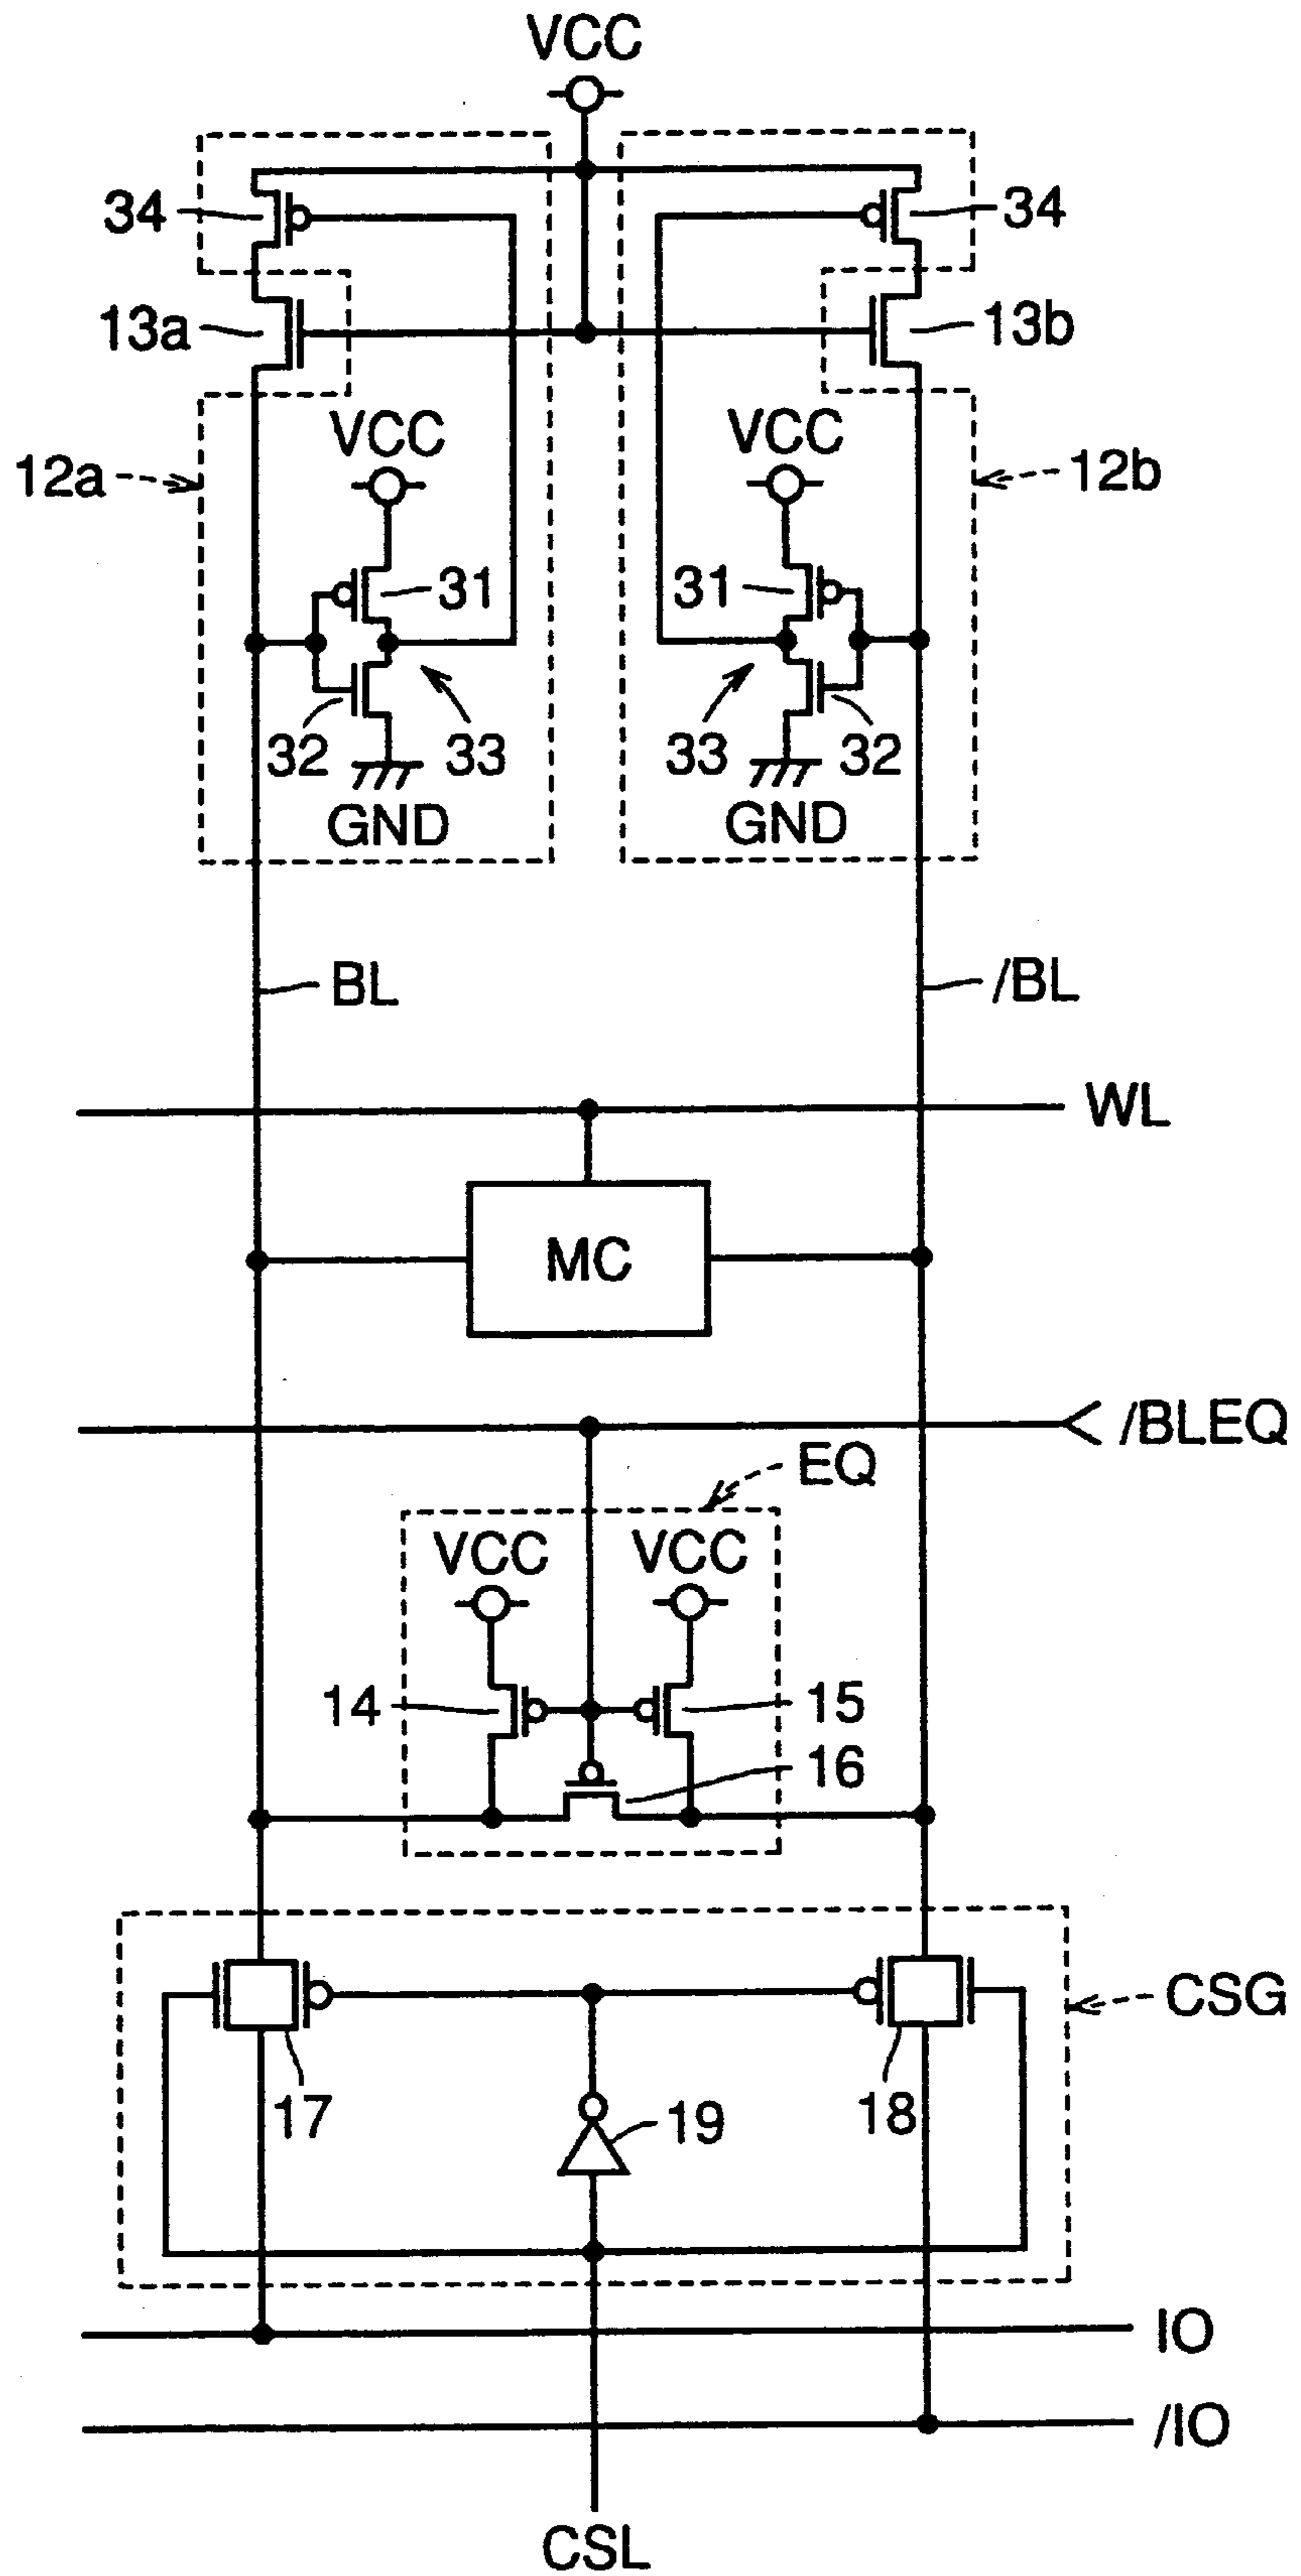 VCC
34
34
13a
13b
VCC
VCC
12a
12b
31
31
32
33
33
32
GND
GND
BL
/BL
WL
MC
/BLEQ
EQ
VCC
VCC
14
15
16
CSG
17
18
19
IO
/IO
CSL